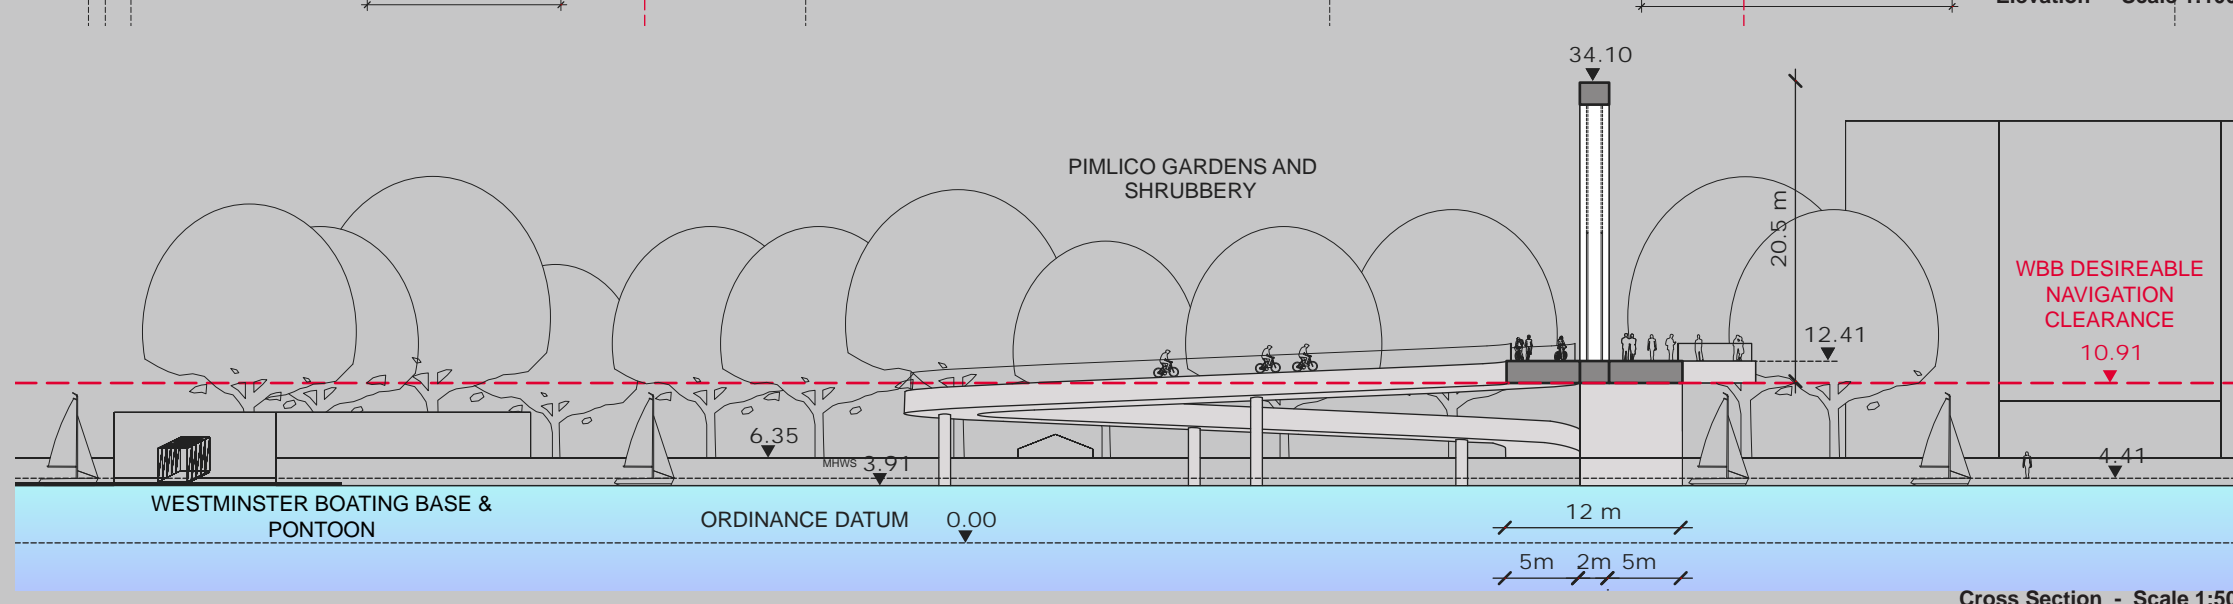 34.10
PIMLICO GARDENS AND
SHRUBBERY
20.5 m
WBB DESIREABLE
NAVIGATION
CLEARANCE
10.91
12.41
6.35
MHWS 3.91
4.41
WESTMINSTER BOATING BASE &
PONTOON
ORDINANCE DATUM 0.00
12 m
5m 2m 5m
Cross Section - Scale 1:50